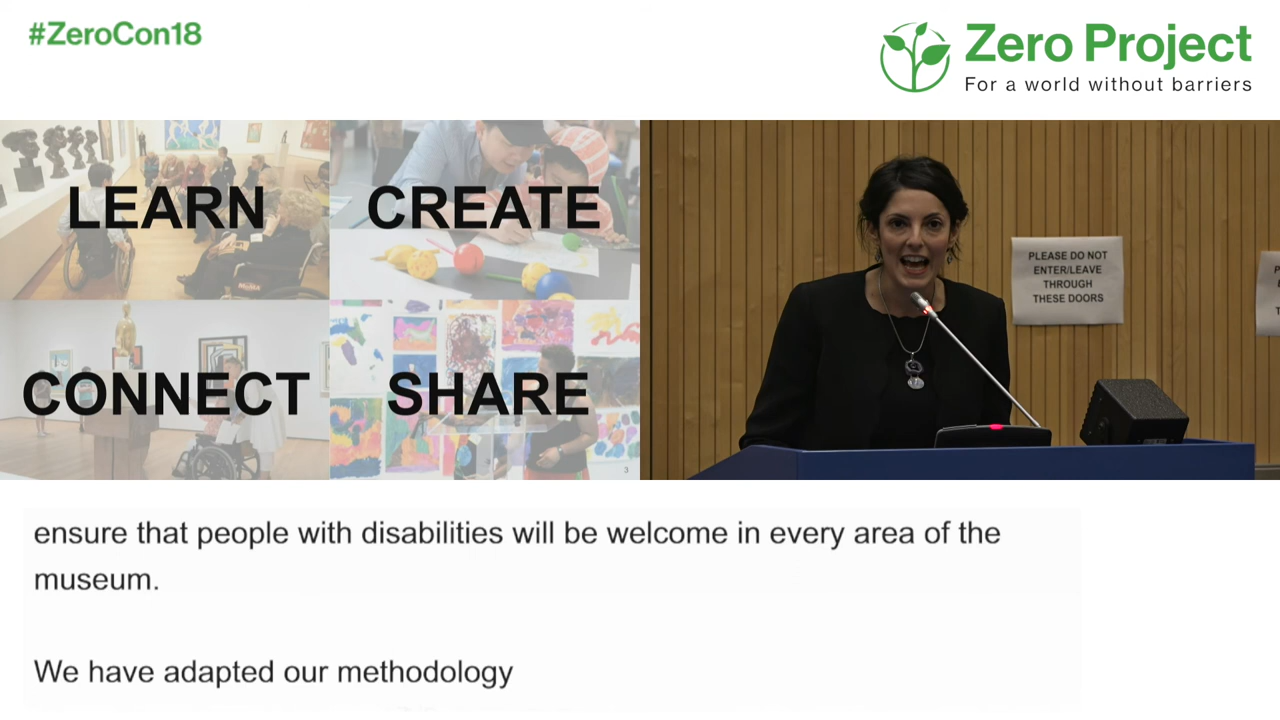 #ZeroCon18
Zero Project
For a world without barriers
LEARN
CREATE
CONNECT
SHARE
3
PLEASE DO NOT
ENTER/LEAVE
THROUGH
THESE DOORS
ensure that people with disabilities will be welcome in every area of the
museum.
We have adapted our methodology